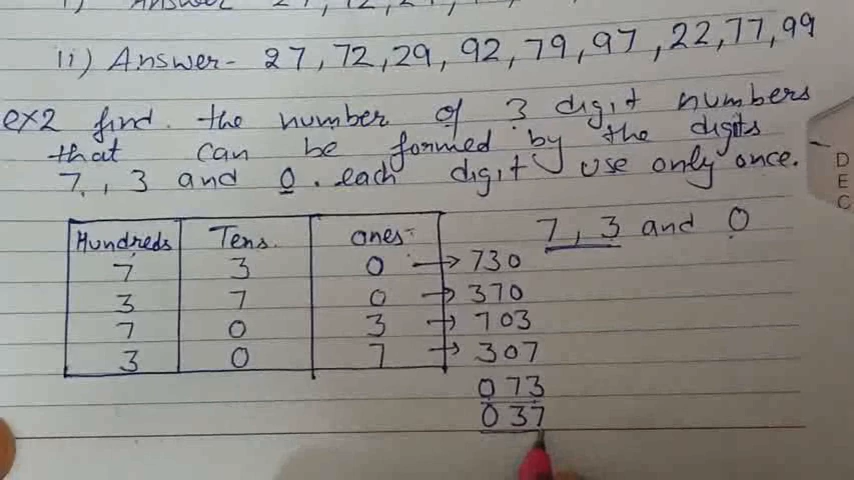 ii) Answer- 27, 72, 29, 92, 79, 97, 22, 77, 99
ex2 find. the number of 3 digit numbers
that can be formed by the digits
7, 3 and 0. each digit use only once.
7, 3 and 0
Hundreds Tens. ones
7 3 0 → 730
3 7 0 → 370
7 0 3 → 703
3 0 7 → 307
073
037
DEC